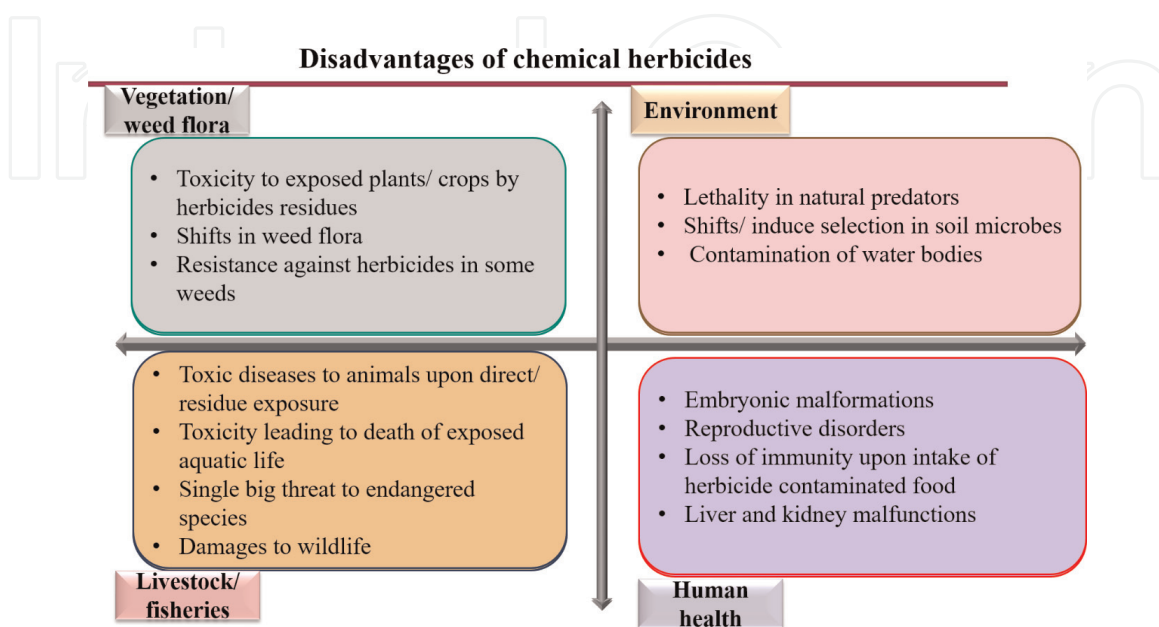 Disadvantages of chemical herbicides
Vegetation/
weed flora
• Toxicity to exposed plants/ crops by
herbicides residues
• Shifts in weed flora
• Resistance against herbicides in some
weeds
Environment
• Lethality in natural predators
• Shifts/ induce selection in soil microbes
• Contamination of water bodies
• Toxic diseases to animals upon direct/
residue exposure
• Toxicity leading to death of exposed
aquatic life
• Single big threat to endangered
species
• Damages to wildlife
Livestock/
fisheries
• Embryonic malformations
• Reproductive disorders
• Loss of immunity upon intake of
herbicide contaminated food
• Liver and kidney malfunctions
Human
health